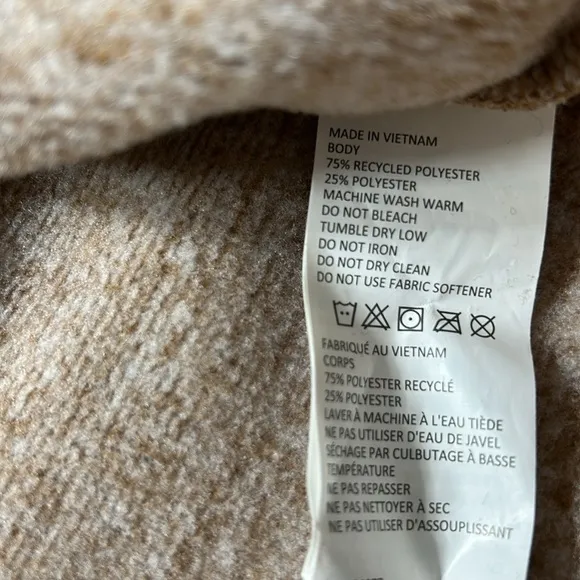 MADE IN VIETNAM
BODY
75% RECYCLED POLYESTER
25% POLYESTER
MACHINE WASH WARM
DO NOT BLEACH
TUMBLE DRY LOW
DO NOT IRON
DO NOT DRY CLEAN
DO NOT USE FABRIC SOFTENER
FABRIQUÉ AU VIETNAM
CORPS
75% POLYESTER RECYCLÉ
25% POLYESTER
LAVER À MACHINE À L'EAU TIÈDE
NE PAS UTILISER D'EAU DE JAVEL
SÉCHAGE PAR CULBUTAGE À BASSE
TEMPÉRATURE
NE PAS REPASSER
NE PAS NETTOYER À SEC
NE PAS UTILISER D'ASSOUPLISSANT